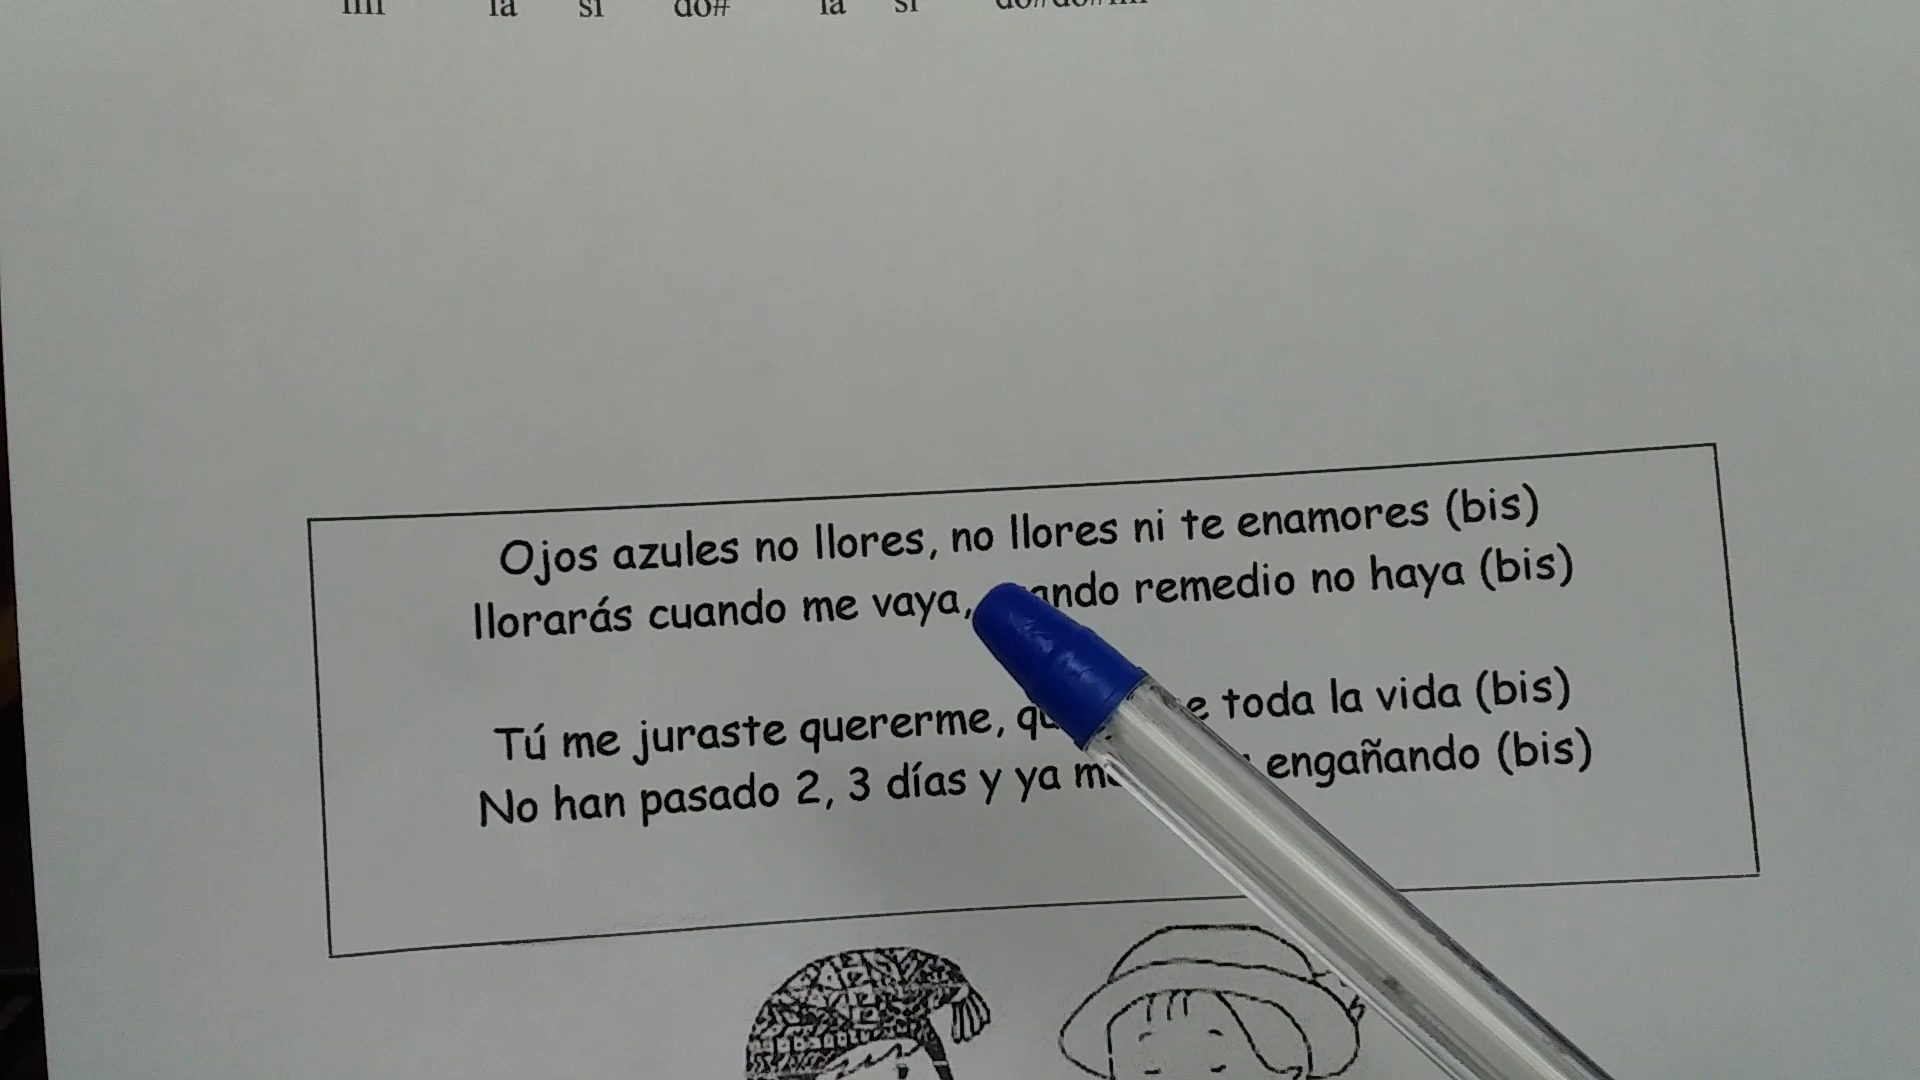 la si do# la si
Ojos azules no llores, no llores ni te enamores (bis)
llorarás cuando me vaya, remedio no haya (bis)
Tú me juraste quererme, toda la vida (bis)
No han pasado 2, 3 días y ya engañando (bis)